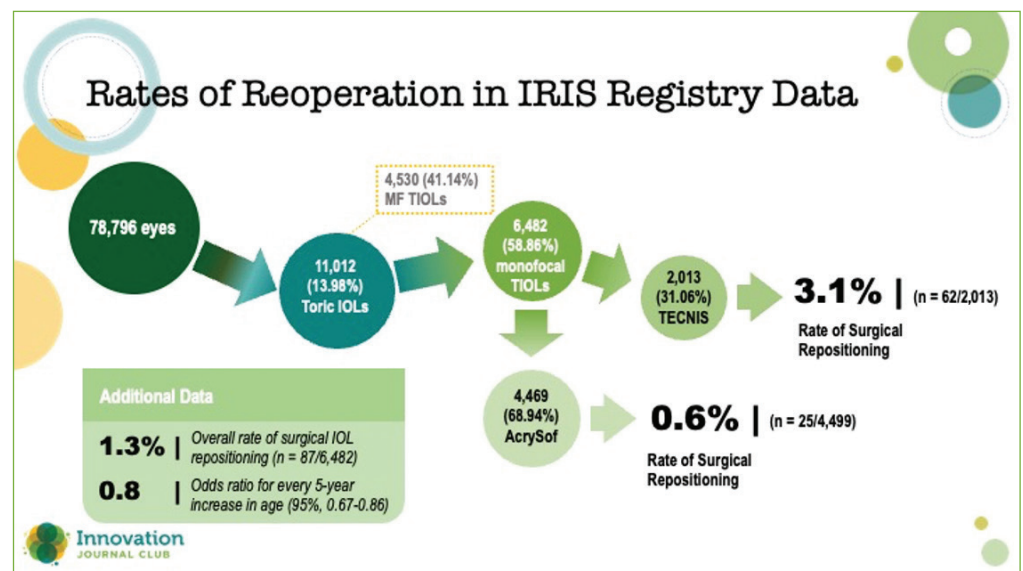 Rates of Reoperation in IRIS Registry Data
4,530 (41.14%)
MF TIOLs
78,796 eyes
11,012
(13.98%)
Toric IOLs
6,482
(58.86%)
monofocal
TIOLs
2,013
(31.06%)
TECNIS
3.1% | (n = 62/2,013)
Rate of Surgical
Repositioning
4,469
(68.94%)
AcrySof
0.6% | (n = 25/4,499)
Rate of Surgical
Repositioning
Additional Data
1.3% | Overall rate of surgical IOL
repositioning (n = 87/6,482)
0.8 | Odds ratio for every 5-year
increase in age (95%, 0.67-0.86)
Innovation
JOURNAL CLUB